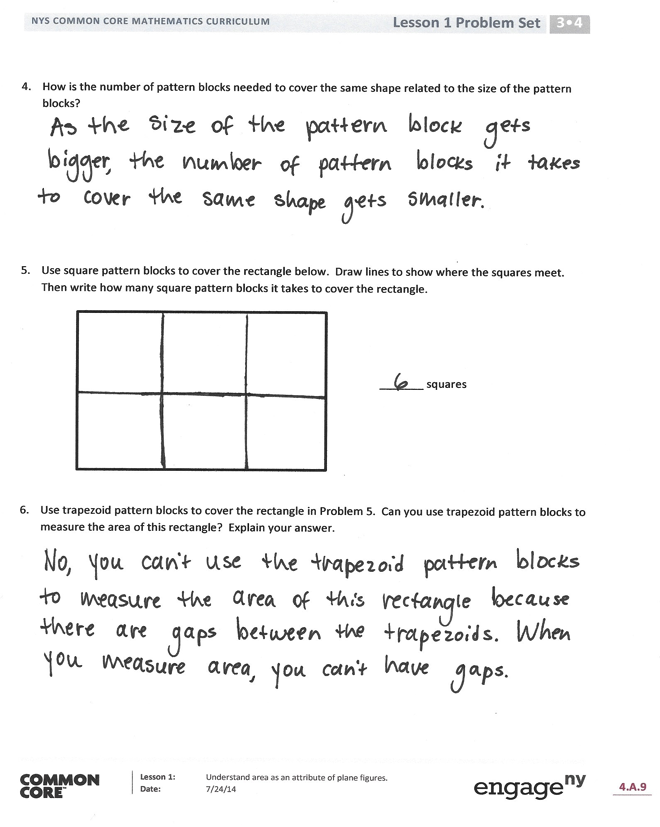 NYS COMMON CORE MATHEMATICS CURRICULUM
Lesson 1 Problem Set 3•4
4. How is the number of pattern blocks needed to cover the same shape related to the size of the pattern
blocks?
As the size of the pattern block gets
bigger, the number of pattern blocks it takes
to cover the same shape gets smaller.
5. Use square pattern blocks to cover the rectangle below. Draw lines to show where the squares meet.
Then write how many square pattern blocks it takes to cover the rectangle.
6 squares
6. Use trapezoid pattern blocks to cover the rectangle in Problem 5. Can you use trapezoid pattern blocks to
measure the area of this rectangle? Explain your answer.
No, you can't use the trapezoid pattern blocks
to measure the area of this rectangle because
there are gaps between the trapezoids. When
you measure area, you can't have gaps.
COMMON
CORE™
Lesson 1: Understand area as an attribute of plane figures.
Date: 7/24/14
engage ny
4.A.9